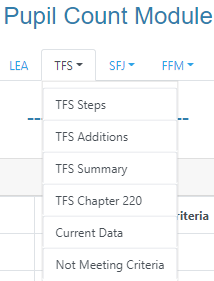 Pupil Count Module
LEA TFS SFJ FFM
TFS Steps
TFS Additions
TFS Summary
TFS Chapter 220
riteria
Current Data
Not Meeting Criteria